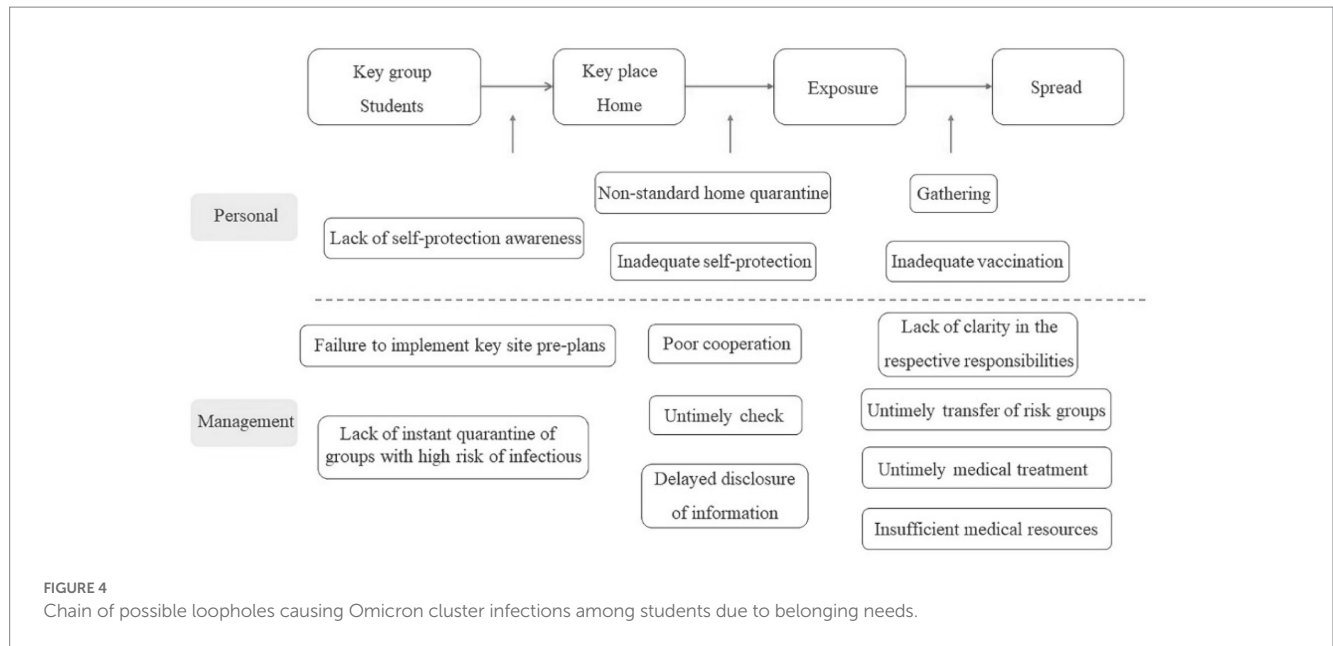 Key group
Students
Key place
Home
Exposure
Spread
Personal
Lack of self-protection awareness
Non-standard home quarantine
Inadequate self-protection
Gathering
Inadequate vaccination
Management
Failure to implement key site pre-plans
Lack of instant quarantine of
groups with high risk of infectious
Poor cooperation
Untimely check
Delayed disclosure
of information
Lack of clarity in the
respective responsibilities
Untimely transfer of risk groups
Untimely medical treatment
Insufficient medical resources
FIGURE 4
Chain of possible loopholes causing Omicron cluster infections among students due to belonging needs.